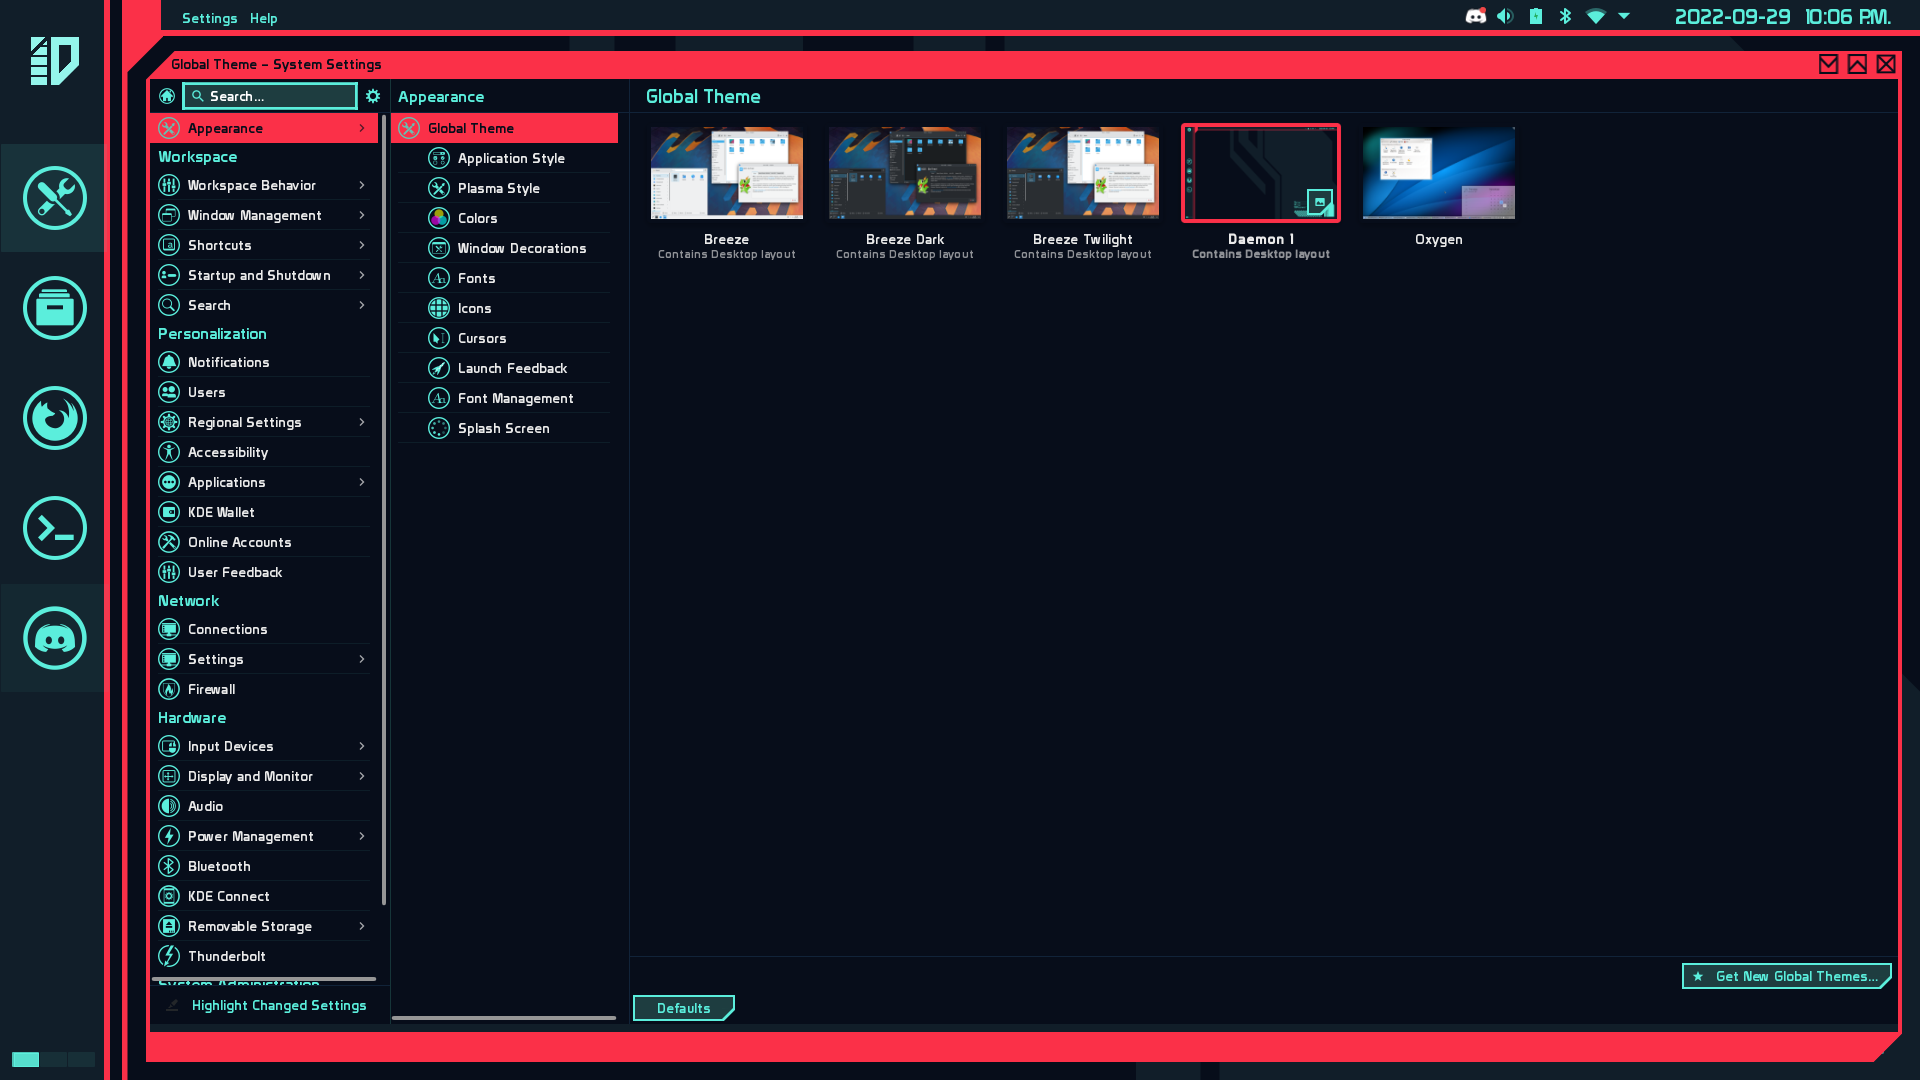 Settings Help
2022-09-29 10:06 P.M.
Global Theme – System Settings
Search...
Appearance
Workspace
Workspace Behavior
Window Management
Shortcuts
Startup and Shutdown
Search
Personalization
Notifications
Users
Regional Settings
Accessibility
Applications
KDE Wallet
Online Accounts
User Feedback
Network
Connections
Settings
Firewall
Hardware
Input Devices
Display and Monitor
Audio
Power Management
Bluetooth
KDE Connect
Removable Storage
Thunderbolt
System Administration
Highlight Changed Settings
Appearance
Global Theme
Application Style
Plasma Style
Colors
Window Decorations
Fonts
Icons
Cursors
Launch Feedback
Font Management
Splash Screen
Global Theme
Breeze
Contains Desktop layout
Breeze Dark
Contains Desktop layout
Breeze Twilight
Contains Desktop layout
Daemon 1
Contains Desktop layout
Oxygen
Get New Global Themes...
Defaults